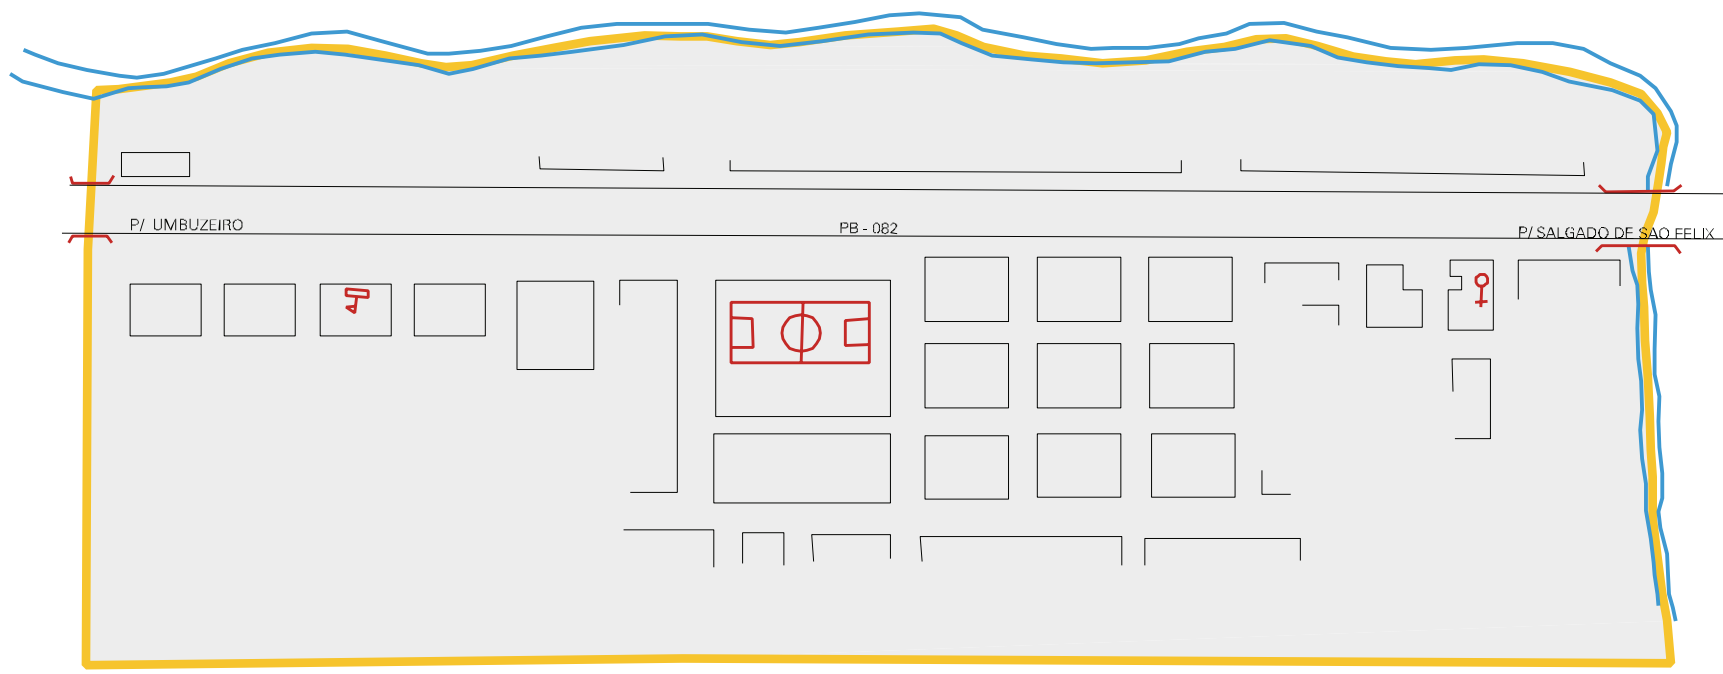 P/ UMBUZEIRO
PB - 082
P/ SALGADO DE SAO FELIX